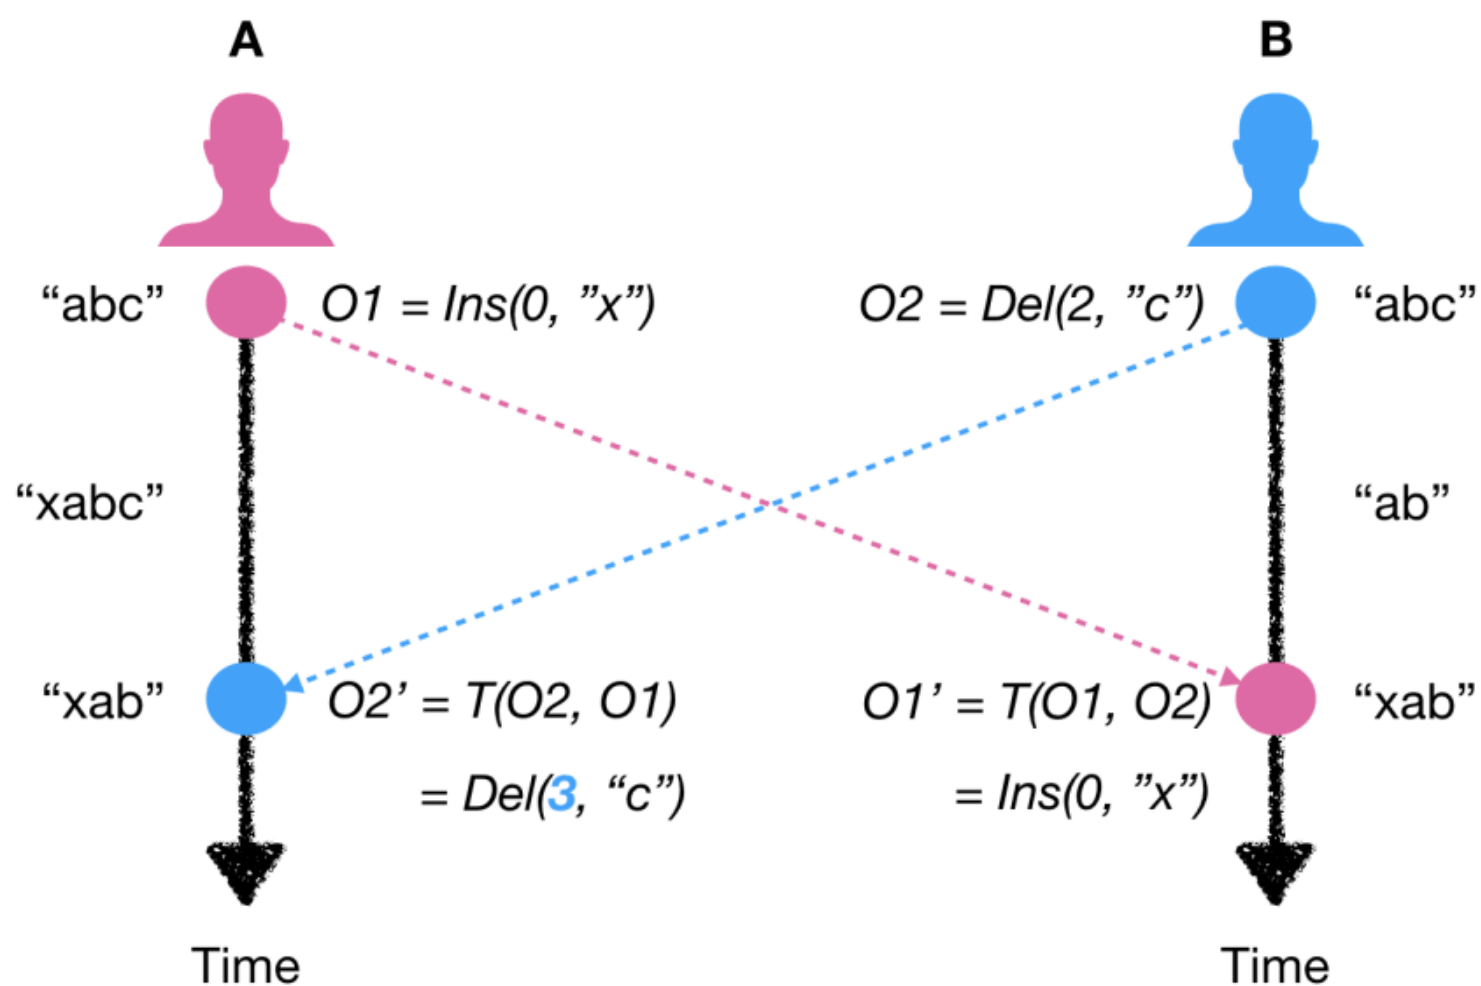 A B
“abc” O1 = Ins(0, ”x”) O2 = Del(2, ”c”) “abc”
“xabc” “ab”
“xab” O2’ = T(O2, O1) O1’ = T(O1, O2) “xab”
= Del(3, “c”) = Ins(0, ”x”)
Time Time